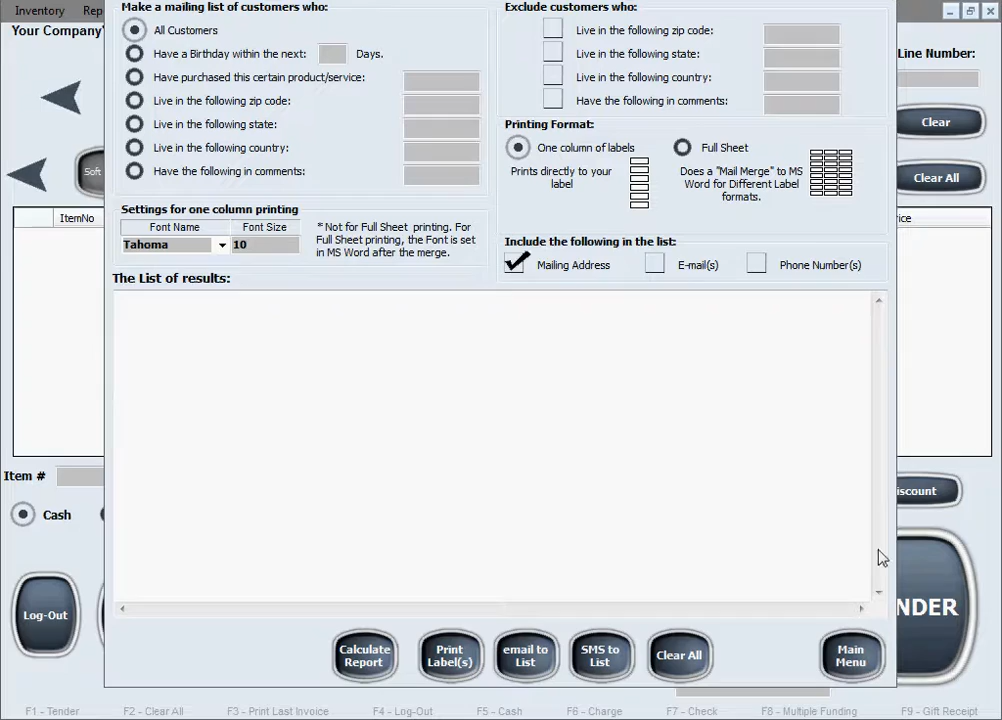 Inventory Rep
Your Company'
Make a mailing list of customers who:
All Customers
Have a Birthday within the next: Days.
Have purchased this certain product/service:
Live in the following zip code:
Live in the following state:
Live in the following country:
Have the following in comments:
Exclude customers who:
Live in the following zip code:
Live in the following state:
Live in the following country:
Have the following in comments:
Line Number:
Clear
Clear All
Soft
Printing Format:
One column of labels
Prints directly to your
label
Full Sheet
Does a "Mail Merge" to MS
Word for Different Label
formats.
Settings for one column printing
Font Name Font Size
Tahoma 10
* Not for Full Sheet printing. For
Full Sheet printing, the Font is set
in MS Word after the merge.
Include the following in the list:
Mailing Address E-mail(s) Phone Number(s)
ItemNo
rice
The List of results:
Item #
iscount
Cash
Log-Out
NDER
Calculate
Report
Print
Label(s)
email to
List
SMS to
List
Clear All
Main
Menu
F1 - Tender F2 - Clear All F3 - Print Last Invoice F4 - Log-Out F5 - Cash F6 - Charge F7 - Check F8 - Multiple Funding F9 - Gift Receipt